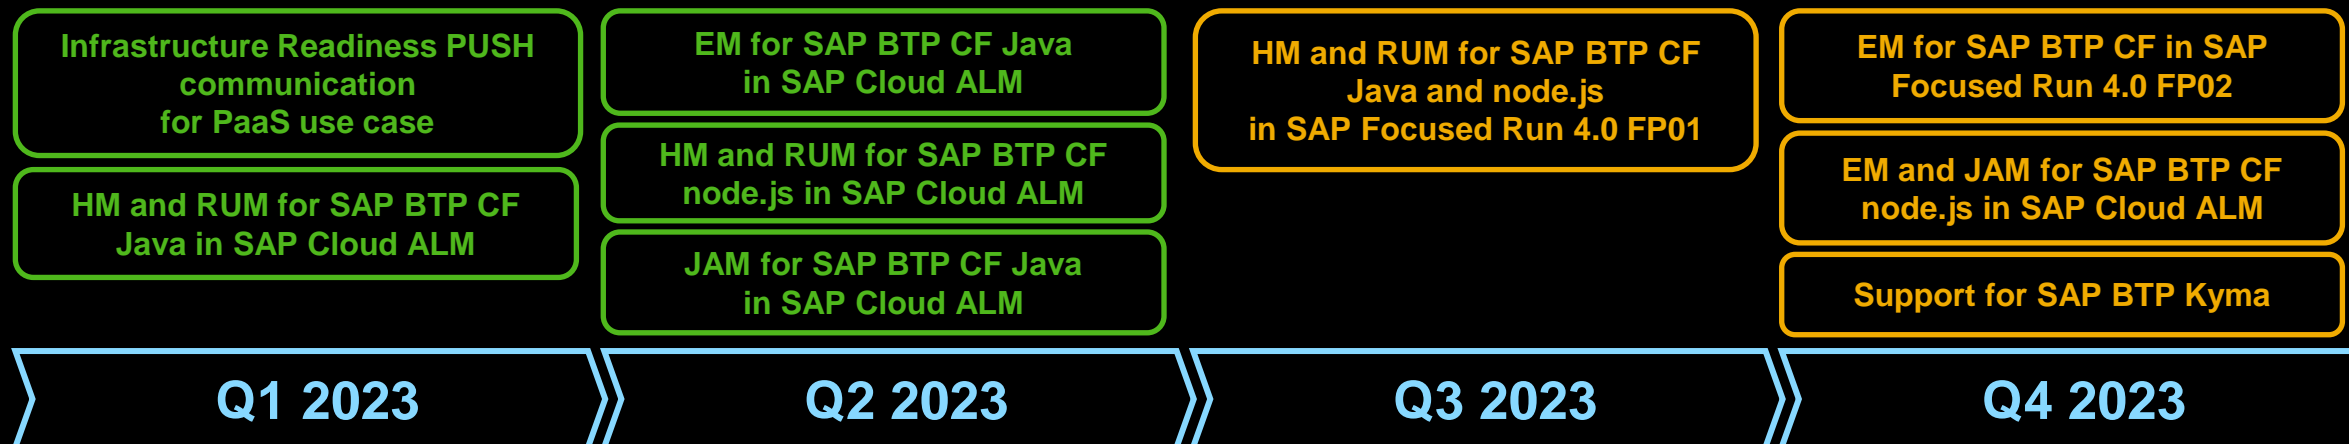 Infrastructure Readiness PUSH
communication
for PaaS use case
HM and RUM for SAP BTP CF
Java in SAP Cloud ALM
EM for SAP BTP CF Java
in SAP Cloud ALM
HM and RUM for SAP BTP CF
node.js in SAP Cloud ALM
JAM for SAP BTP CF Java
in SAP Cloud ALM
HM and RUM for SAP BTP CF
Java and node.js
in SAP Focused Run 4.0 FP01
EM for SAP BTP CF in SAP
Focused Run 4.0 FP02
EM and JAM for SAP BTP CF
node.js in SAP Cloud ALM
Support for SAP BTP Kyma
Q1 2023
Q2 2023
Q3 2023
Q4 2023